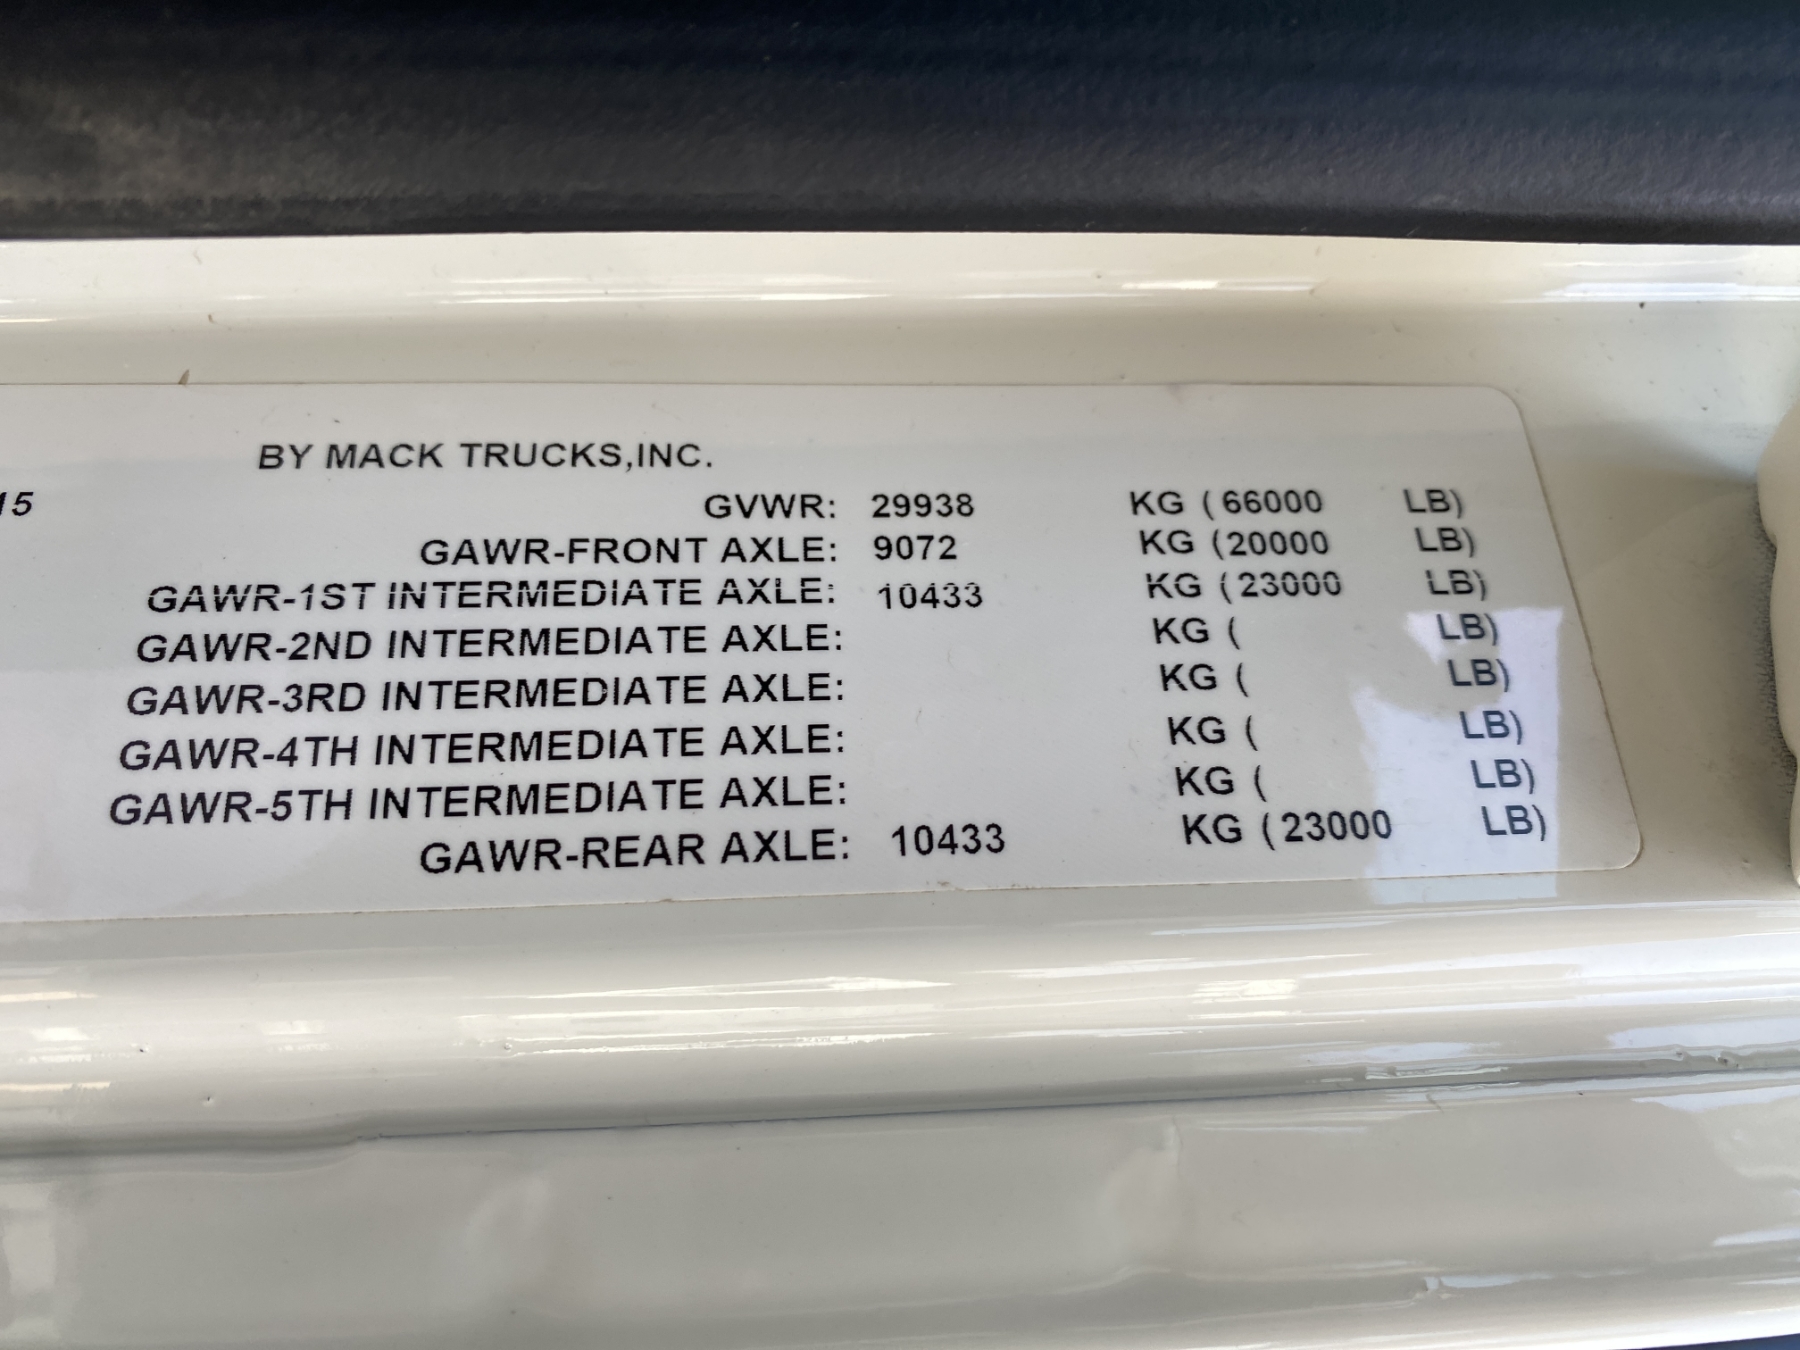 BY MACK TRUCKS,INC.
15
GVWR: 29938 KG (66000 LB)
GAWR-FRONT AXLE: 9072 KG (20000 LB)
GAWR-1ST INTERMEDIATE AXLE: 10433 KG (23000 LB)
GAWR-2ND INTERMEDIATE AXLE: KG ( LB)
GAWR-3RD INTERMEDIATE AXLE: KG ( LB)
GAWR-4TH INTERMEDIATE AXLE: KG ( LB)
GAWR-5TH INTERMEDIATE AXLE: KG ( LB)
GAWR-REAR AXLE: 10433 KG (23000 LB)